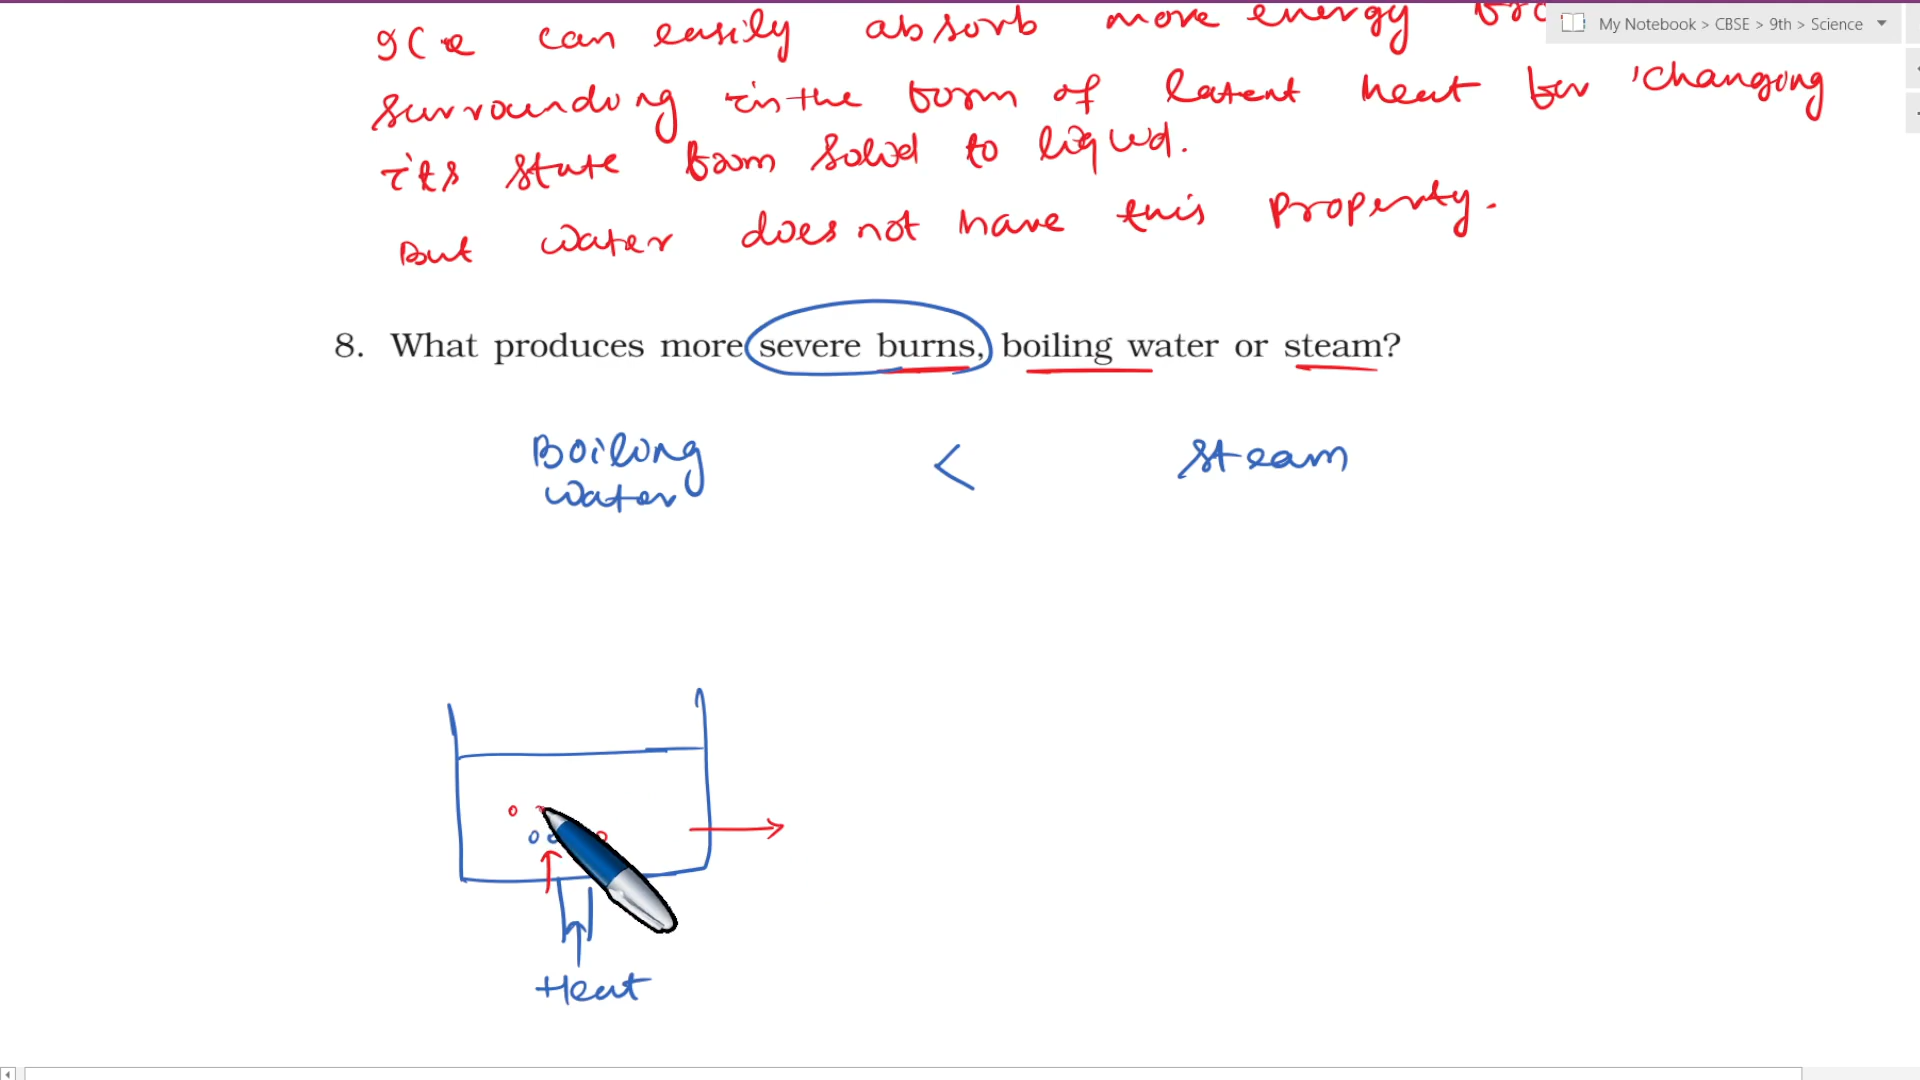 Ice can easily absorb more energy
My Notebook > CBSE > 9th > Science
surrounding in the form of latent heat for changing
its state from solid to liquid.
But water does not have this property.
8. What produces more severe burns, boiling water or steam?
Boiling < Steam
water
Heat